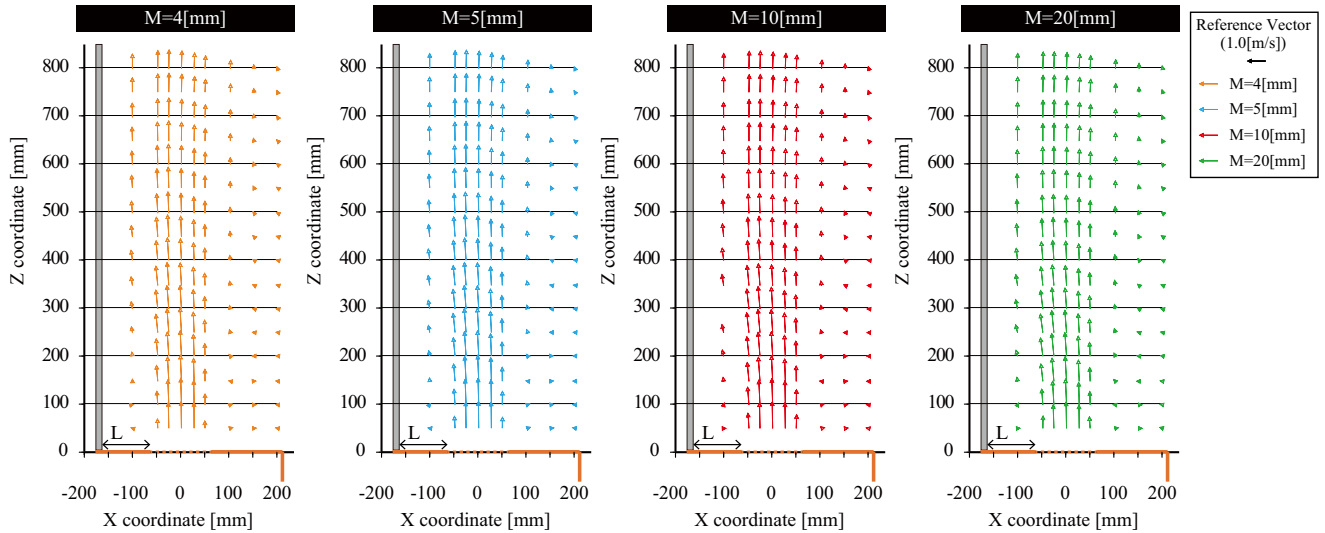 M=4[mm]
M=5[mm]
M=10[mm]
M=20[mm]
Reference Vector
(1.0[m/s])
M=4[mm]
M=5[mm]
M=10[mm]
M=20[mm]
Z coordinate [mm]
800
700
600
500
400
300
200
100
0
L
-200 -100 0 100 200
X coordinate [mm]
Z coordinate [mm]
800
700
600
500
400
300
200
100
0
L
-200 -100 0 100 200
X coordinate [mm]
Z coordinate [mm]
800
700
600
500
400
300
200
100
0
L
-200 -100 0 100 200
X coordinate [mm]
Z coordinate [mm]
800
700
600
500
400
300
200
100
0
L
-200 -100 0 100 200
X coordinate [mm]